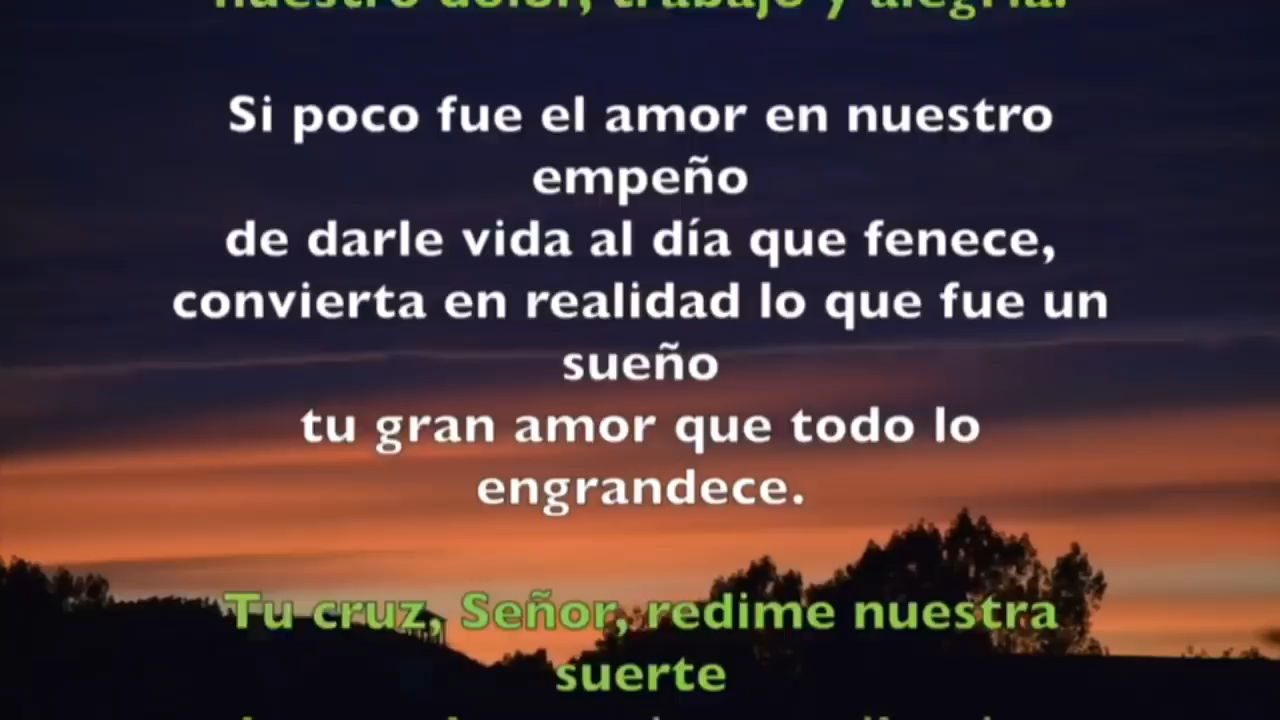 nuestro dolor, trabajo y alegría.
Si poco fue el amor en nuestro
empeño
de darle vida al día que fenece,
convierta en realidad lo que fue un
sueño
tu gran amor que todo lo
engrandece.
Tu cruz, Señor, redime nuestra
suerte